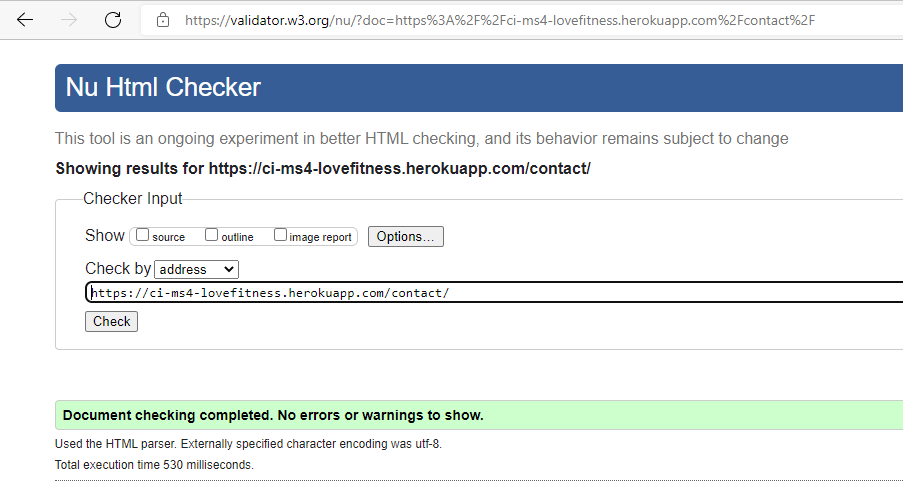 https://validator.w3.org/nu/?doc=https%3A%2F%2Fci-ms4-lovefitness.herokuapp.com%2Fcontact%2F
Nu Html Checker
This tool is an ongoing experiment in better HTML checking, and its behavior remains subject to change
Showing results for https://ci-ms4-lovefitness.herokuapp.com/contact/
Checker Input
Show source outline image report Options...
Check by address
https://ci-ms4-lovefitness.herokuapp.com/contact/
Check
Document checking completed. No errors or warnings to show.
Used the HTML parser. Externally specified character encoding was utf-8.
Total execution time 530 milliseconds.